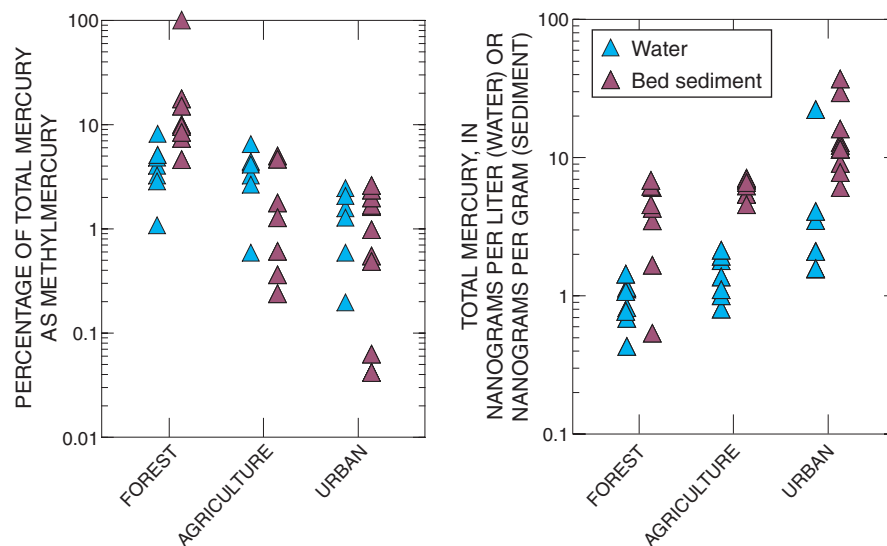 PERCENTAGE OF TOTAL MERCURY
AS METHYLMERCURY
100
10
1
0.1
0.01
FOREST
AGRICULTURE
URBAN
TOTAL MERCURY, IN
NANOGRAMS PER LITER (WATER) OR
NANOGRAMS PER GRAM (SEDIMENT)
100
10
1
0.1
Water
Bed sediment
FOREST
AGRICULTURE
URBAN